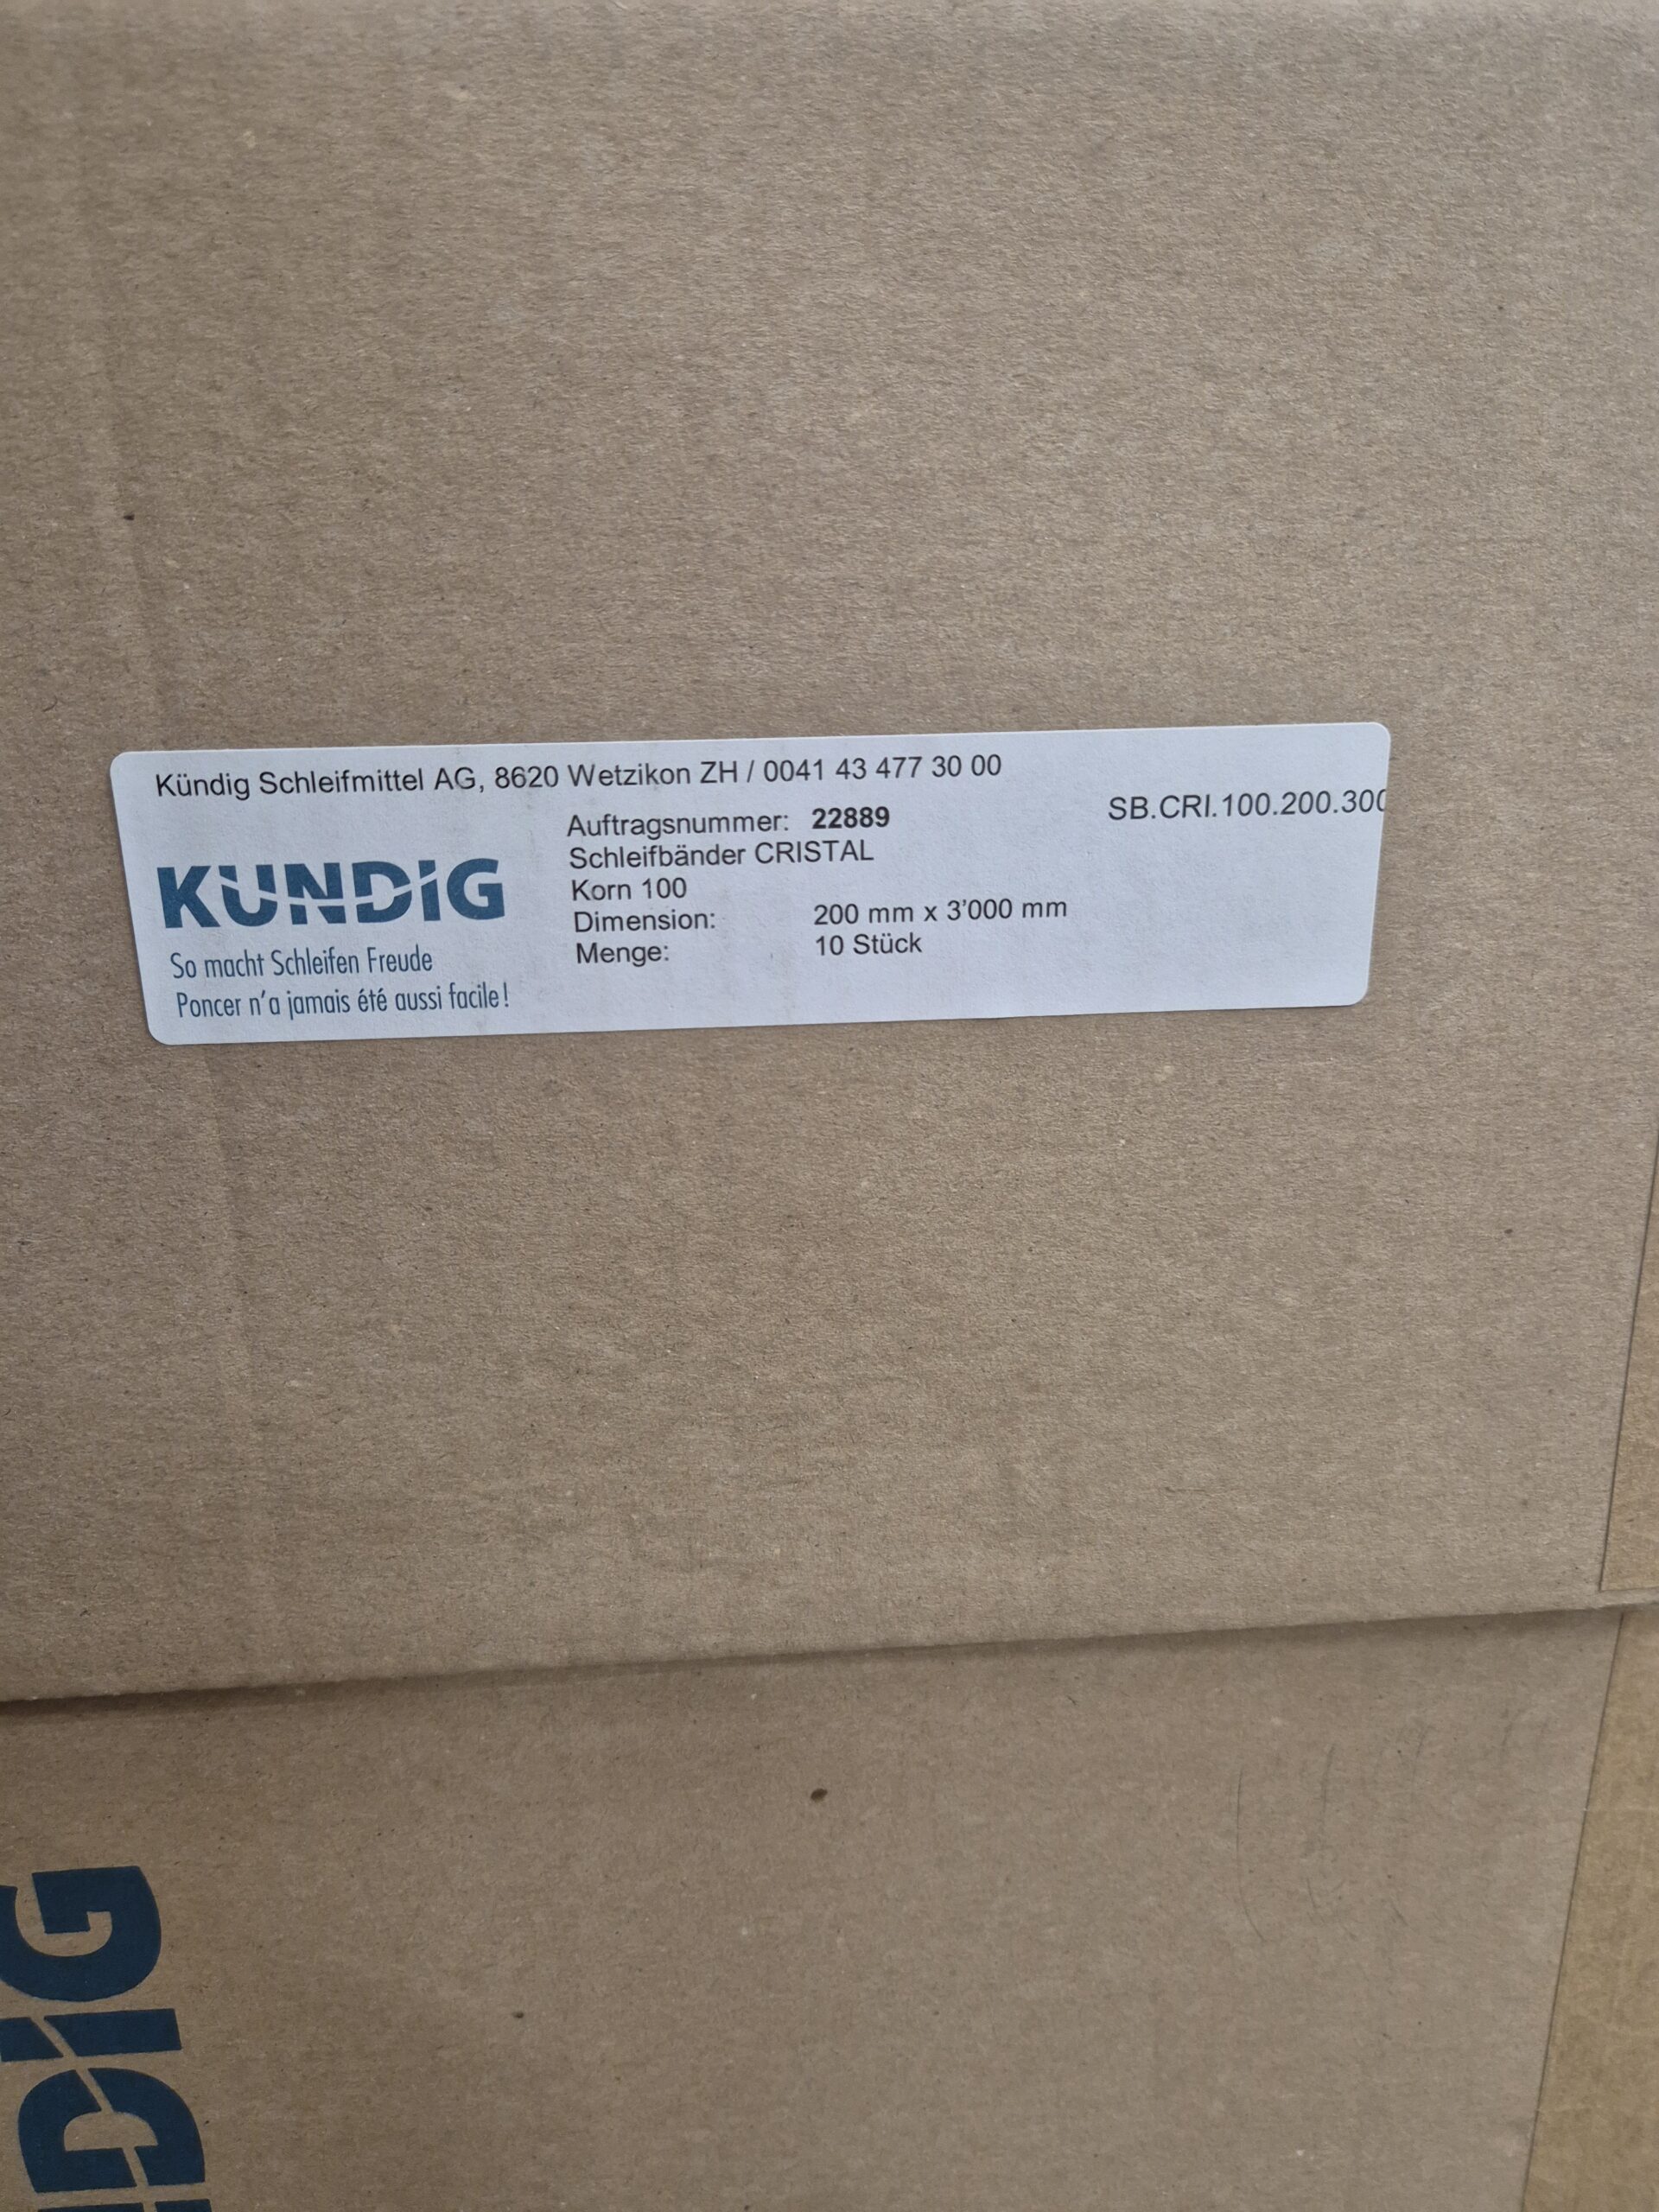 Kündig Schleifmittel AG, 8620 Wetzikon ZH / 0041 43 477 30 00
SB.CRI.100.200.300
Auftragsnummer: 22889
Schleifbänder CRISTAL
Korn 100
Dimension: 200 mm x 3'000 mm
Menge: 10 Stück
KÜNDiG
So macht Schleifen Freude
Poncer n'a jamais été aussi facile!
DiG